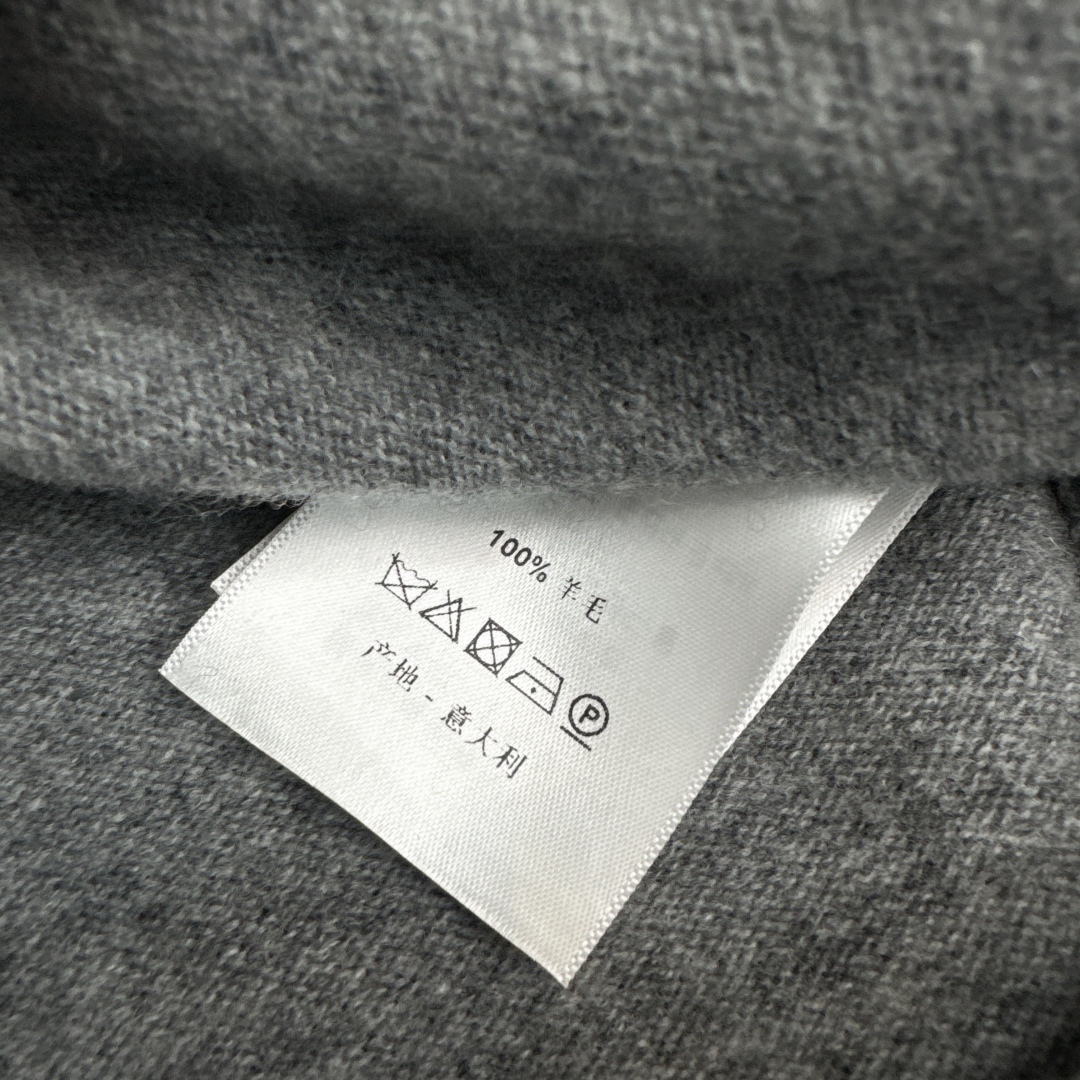 100% 羊毛
P
产地 - 意大利